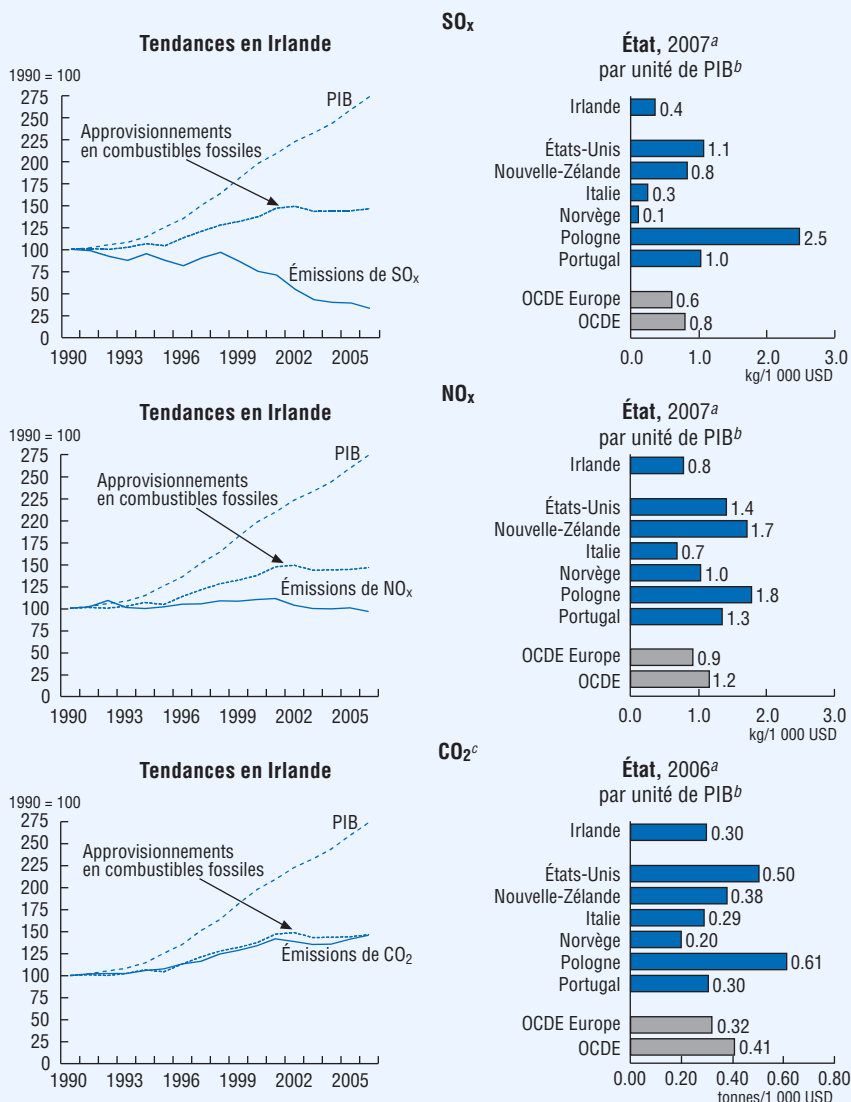 SOx
Tendances en Irlande
1990 = 100
275
250
225
200
175
150
125
100
75
50
25
0
PIB
Approvisionnements
en combustibles fossiles
Émissions de SOx
1990 1993 1996 1999 2002 2005
État, 2007a
par unité de PIBb
Irlande 0.4
États-Unis 1.1
Nouvelle-Zélande 0.8
Italie 0.3
Norvège 0.1
Pologne 2.5
Portugal 1.0
OCDE Europe 0.6
OCDE 0.8
0.0 1.0 2.0 3.0
kg/1 000 USD
NOx
Tendances en Irlande
1990 = 100
275
250
225
220
175
150
125
100
75
50
25
0
PIB
Approvisionnements
en combustibles fossiles
Émissions de NOx
1990 1993 1996 1999 2002 2005
État, 2007a
par unité de PIBb
Irlande 0.8
États-Unis 1.4
Nouvelle-Zélande 1.7
Italie 0.7
Norvège 1.0
Pologne 1.8
Portugal 1.3
OCDE Europe 0.9
OCDE 1.2
0.0 1.0 2.0 3.0
kg/1 000 USD
CO2c
Tendances en Irlande
1990 = 100
275
250
225
200
175
150
125
100
75
50
25
0
PIB
Approvisionnements
en combustibles fossiles
Émissions de CO2
1990 1993 1996 1999 2002 2005
État, 2006a
par unité de PIBb
Irlande 0.30
États-Unis 0.50
Nouvelle-Zélande 0.38
Italie 0.29
Norvège 0.20
Pologne 0.61
Portugal 0.30
OCDE Europe 0.32
OCDE 0.41
0.00 0.20 0.40 0.60 0.80
tonnes/1 000 USD